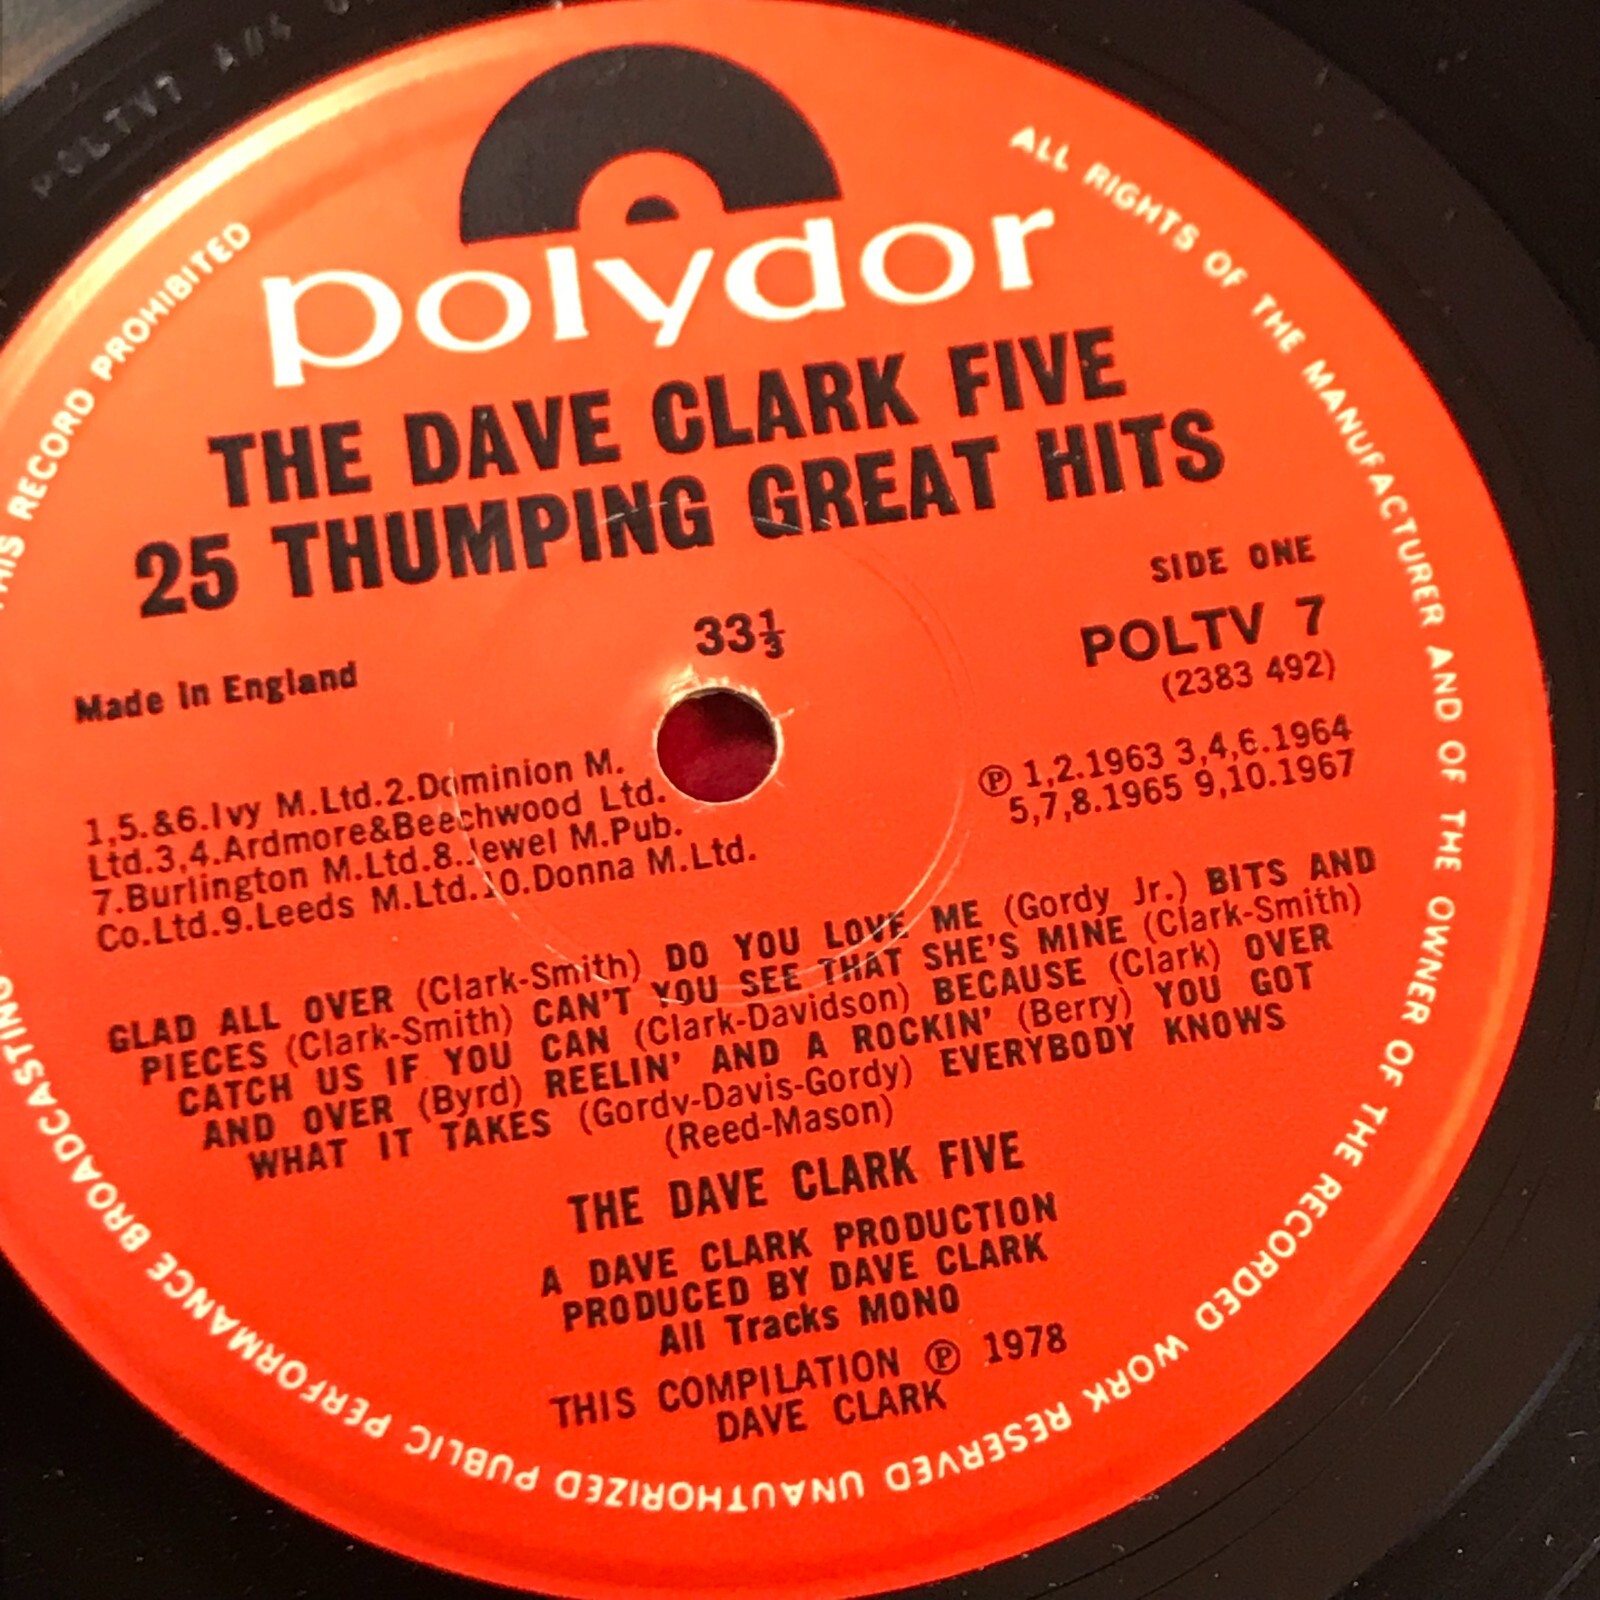 polydor
THE DAVE CLARK FIVE
25 THUMPING GREAT HITS
SIDE ONE
33⅓
POLTV 7
(2383 492)
Made in England
℗ 1,2.1963 3,4,6.1964
5,7,8.1965 9,10.1967
1,5.&6.Ivy M.Ltd.2.Dominion M.
Ltd.3,4.Ardmore&Beechwood Ltd.
7.Burlington M.Ltd.8.Jewel M.Pub.
Co.Ltd.9.Leeds M.Ltd.10.Donna M.Ltd.
GLAD ALL OVER (Clark-Smith) DO YOU LOVE ME (Gordy Jr.) BITS AND
PIECES (Clark-Smith) CAN'T YOU SEE THAT SHE'S MINE (Clark-Smith)
CATCH US IF YOU CAN (Clark-Davidson) BECAUSE (Clark) OVER
AND OVER (Byrd) REELIN' AND A ROCKIN' (Berry) YOU GOT
WHAT IT TAKES (Gordy-Davis-Gordy) EVERYBODY KNOWS
(Reed-Mason)
THE DAVE CLARK FIVE
A DAVE CLARK PRODUCTION
PRODUCED BY DAVE CLARK
All Tracks MONO
THIS COMPILATION ℗ 1978
DAVE CLARK
ALL RIGHTS OF THE MANUFACTURER AND OF THE OWNER OF THE RECORDED WORK RESERVED UNAUTHORIZED PUBLIC PERFORMANCE BROADCASTING THIS RECORD PROHIBITED